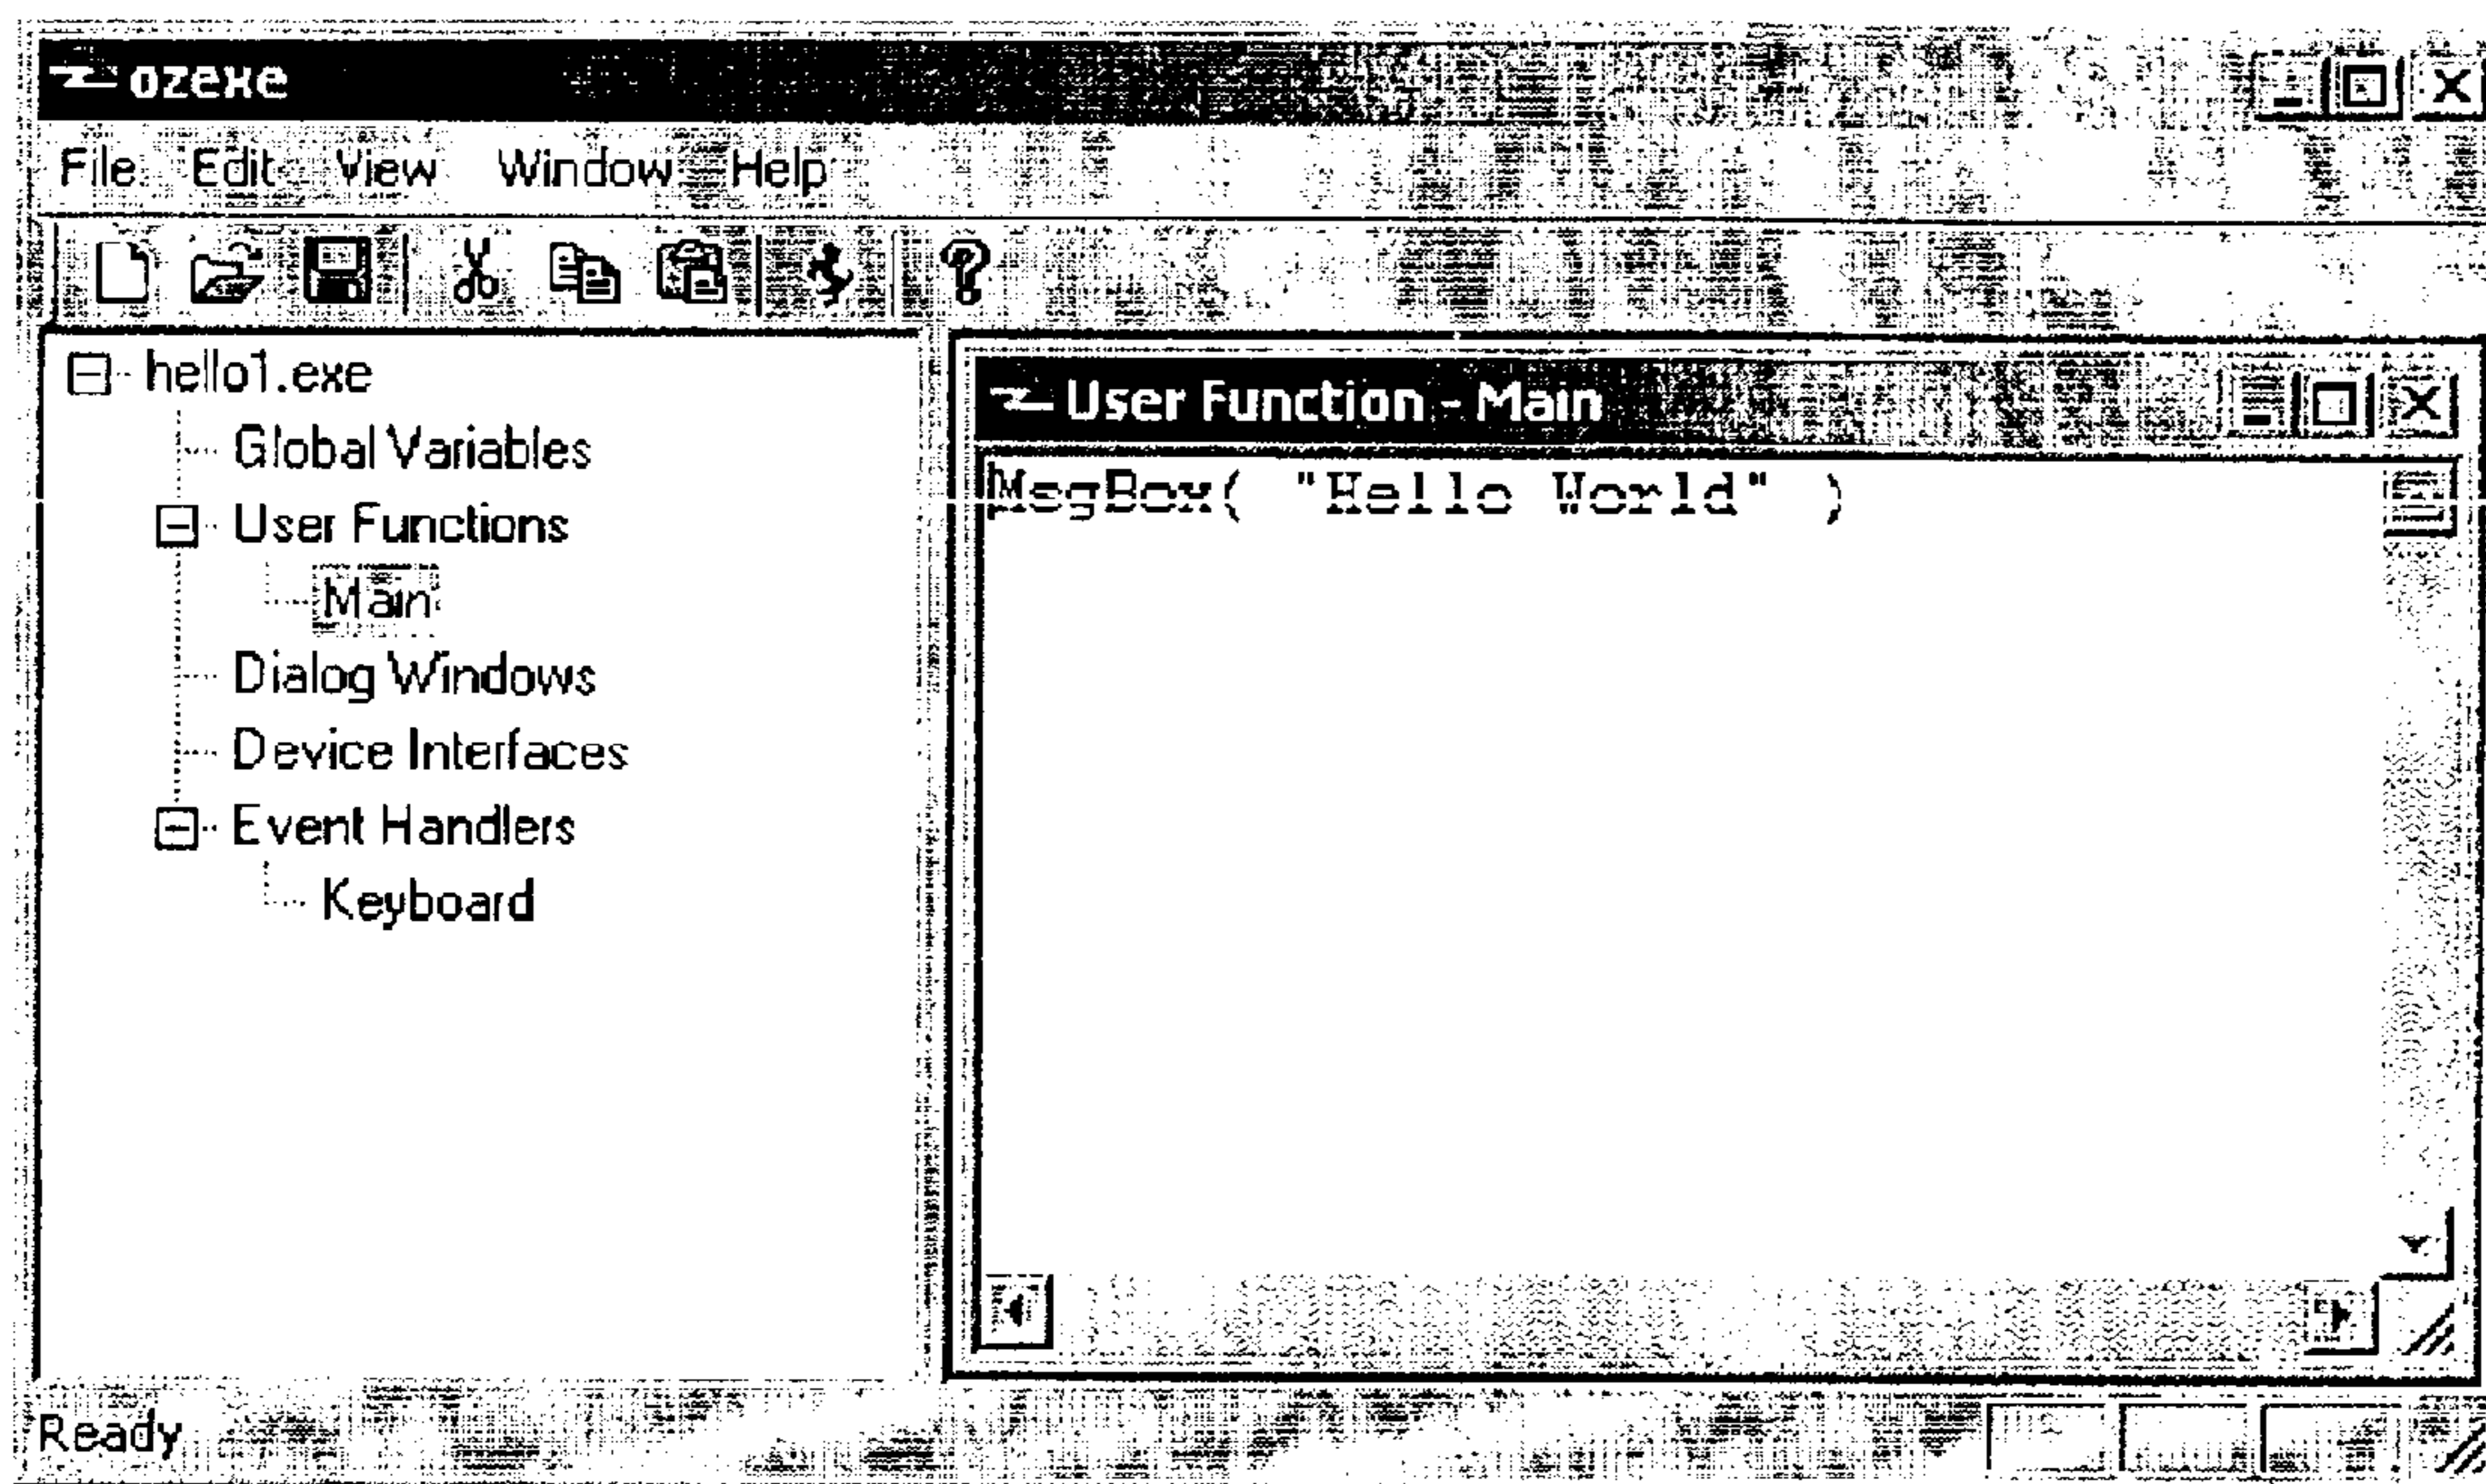 ozexe
File Edit View Window Help
hello1.exe
Global Variables
User Functions
Main
Dialog Windows
Device Interfaces
Event Handlers
Keyboard
User Function - Main
MsgBox( "Hello World" )
Ready